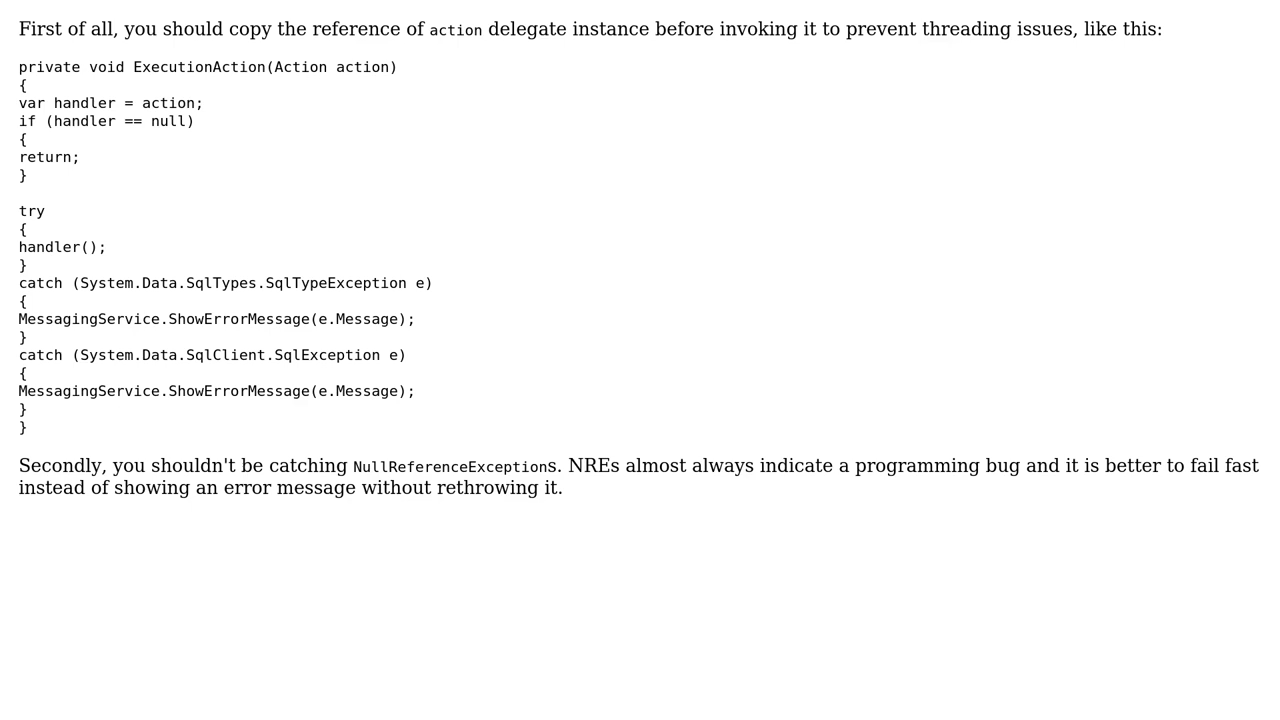 First of all, you should copy the reference of action delegate instance before invoking it to prevent threading issues, like this:
private void ExecutionAction(Action action)
{
var handler = action;
if (handler == null)
{
return;
}
try
{
handler();
}
catch (System.Data.SqlTypes.SqlTypeException e)
{
MessagingService.ShowErrorMessage(e.Message);
}
catch (System.Data.SqlClient.SqlException e)
{
MessagingService.ShowErrorMessage(e.Message);
}
}
Secondly, you shouldn't be catching NullReferenceExceptions. NREs almost always indicate a programming bug and it is better to fail fast
instead of showing an error message without rethrowing it.